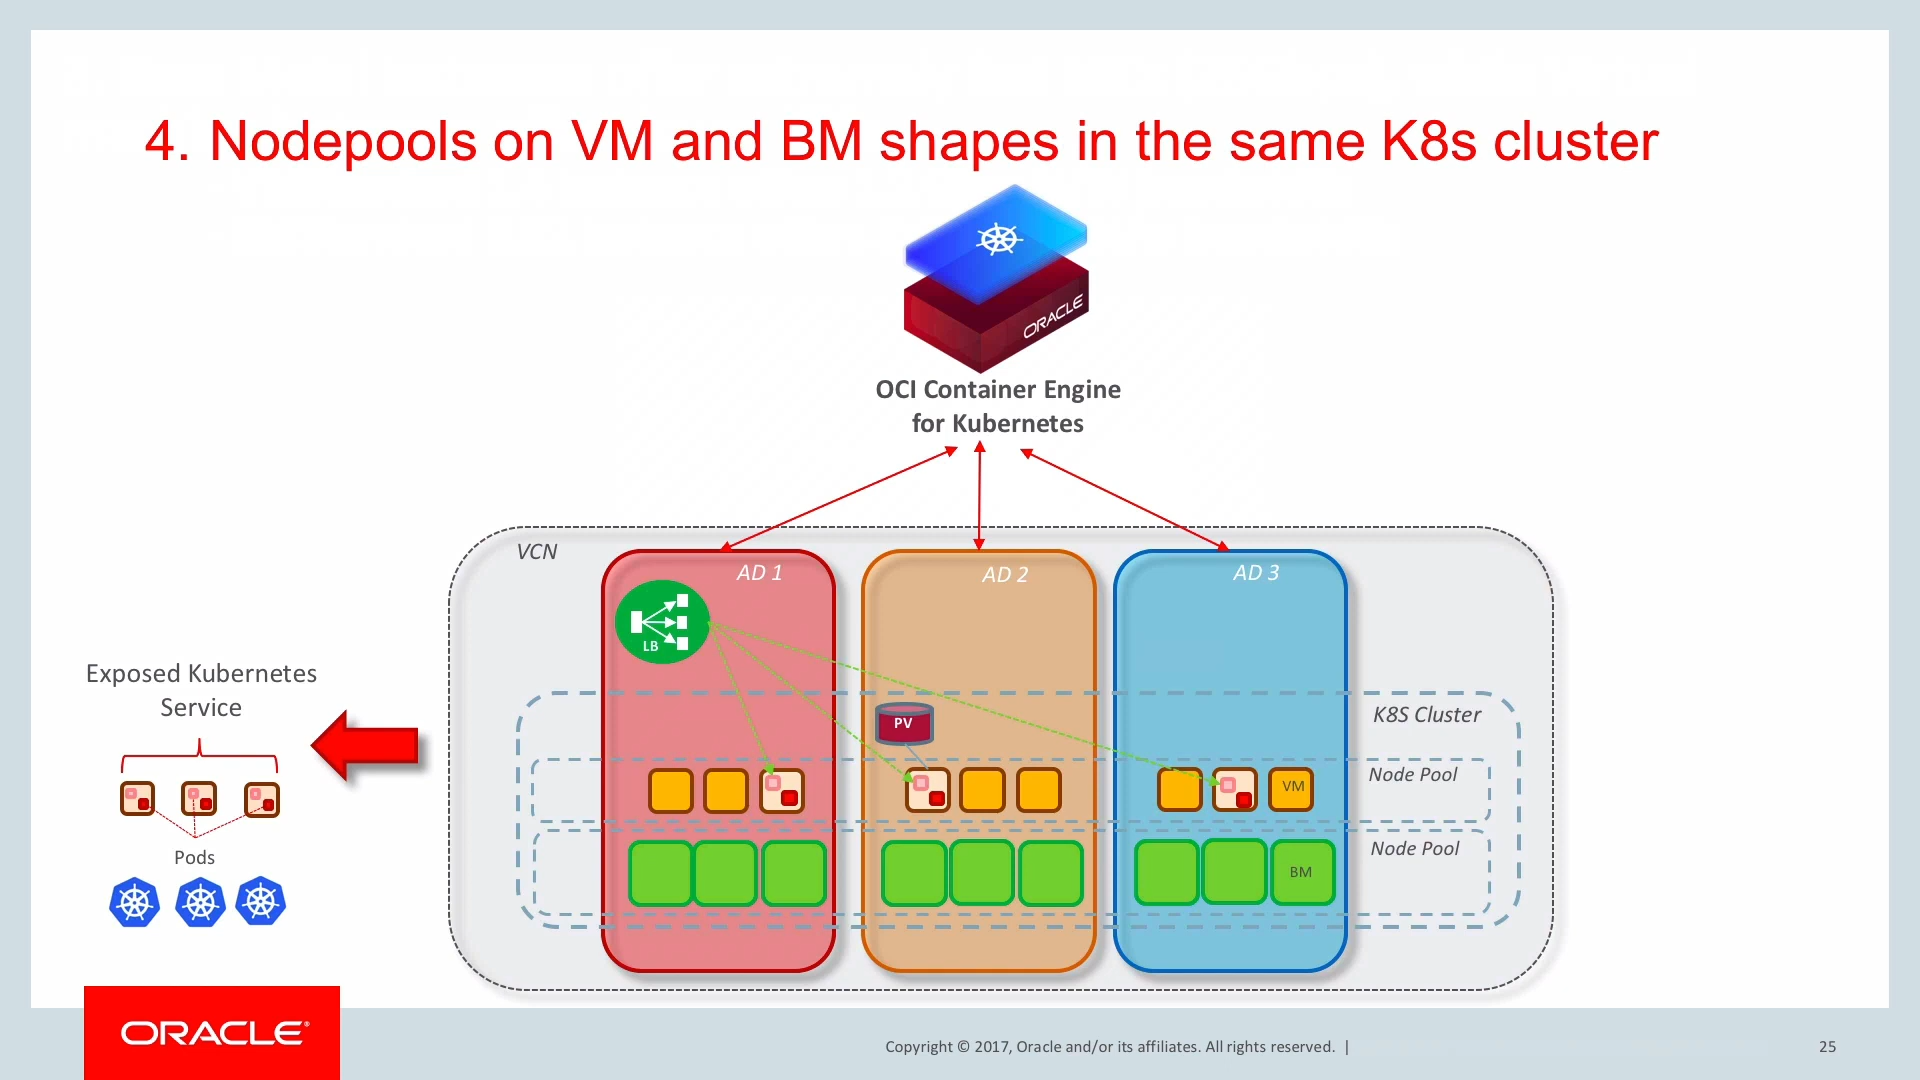 4. Nodepools on VM and BM shapes in the same K8s cluster
ORACLE
OCI Container Engine
for Kubernetes
VCN
AD 1
AD 2
AD 3
LB
Exposed Kubernetes
Service
PV
K8S Cluster
Node Pool
VM
Node Pool
BM
Pods
ORACLE®
Copyright © 2017, Oracle and/or its affiliates. All rights reserved. |
25